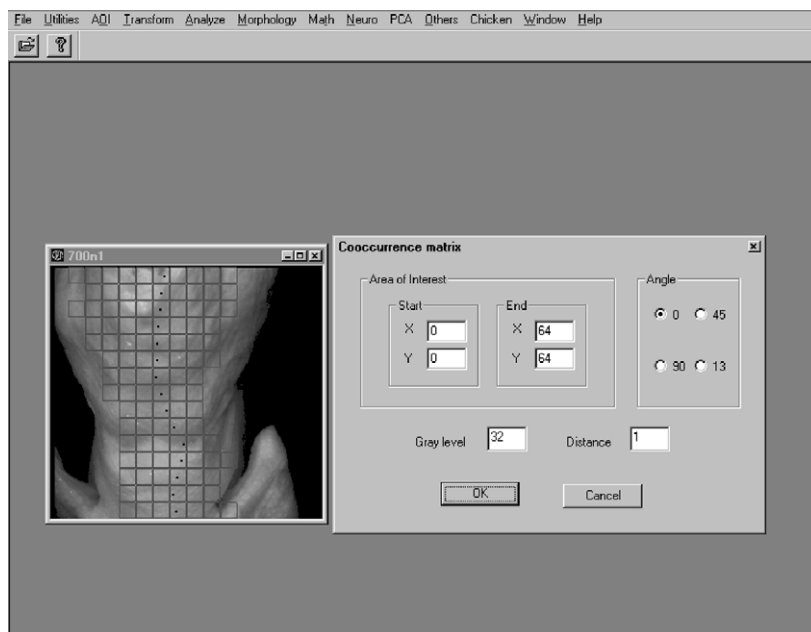 File Utilities AOI Transform Analyze Morphology Math Neuro PCA Others Chicken Window Help
?
700n1
Cooccurrence matrix
Area of Interest
Angle
Start
End
X 0
X 64
Y 0
Y 64
0 45
90 13
Gray level 32
Distance 1
OK
Cancel